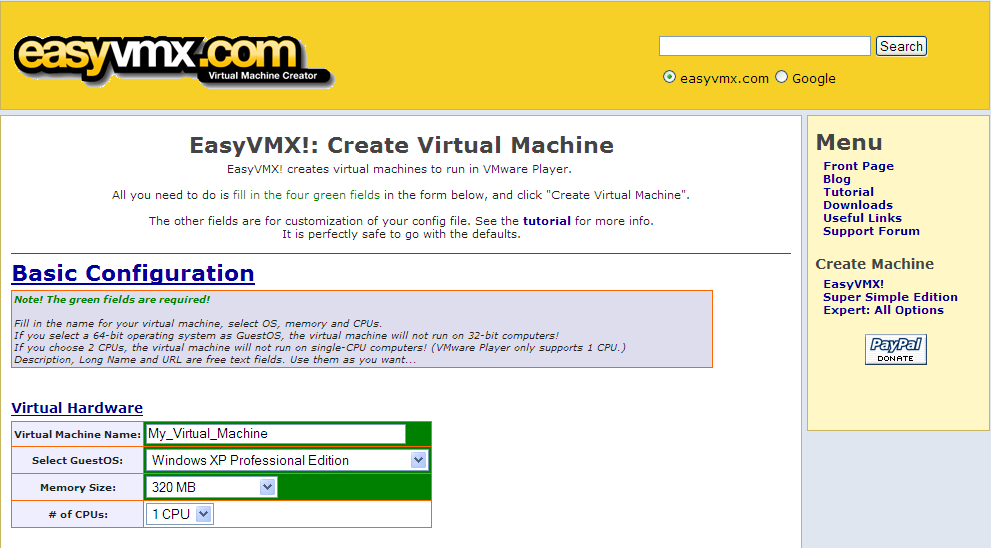 easyvmx.com
Virtual Machine Creator
Search
easyvmx.com Google
EasyVMX!: Create Virtual Machine
EasyVMX! creates virtual machines to run in VMware Player.
All you need to do is fill in the four green fields in the form below, and click "Create Virtual Machine".
The other fields are for customization of your config file. See the tutorial for more info.
It is perfectly safe to go with the defaults.
Basic Configuration
Note! The green fields are required!
Fill in the name for your virtual machine, select OS, memory and CPUs.
If you select a 64-bit operating system as GuestOS, the virtual machine will not run on 32-bit computers!
If you choose 2 CPUs, the virtual machine will not run on single-CPU computers! (VMware Player only supports 1 CPU.)
Description, Long Name and URL are free text fields. Use them as you want...
Virtual Hardware
Virtual Machine Name: My_Virtual_Machine
Select GuestOS: Windows XP Professional Edition
Memory Size: 320 MB
# of CPUs: 1 CPU
Menu
Front Page
Blog
Tutorial
Downloads
Useful Links
Support Forum
Create Machine
EasyVMX!
Super Simple Edition
Expert: All Options
PayPal
DONATE